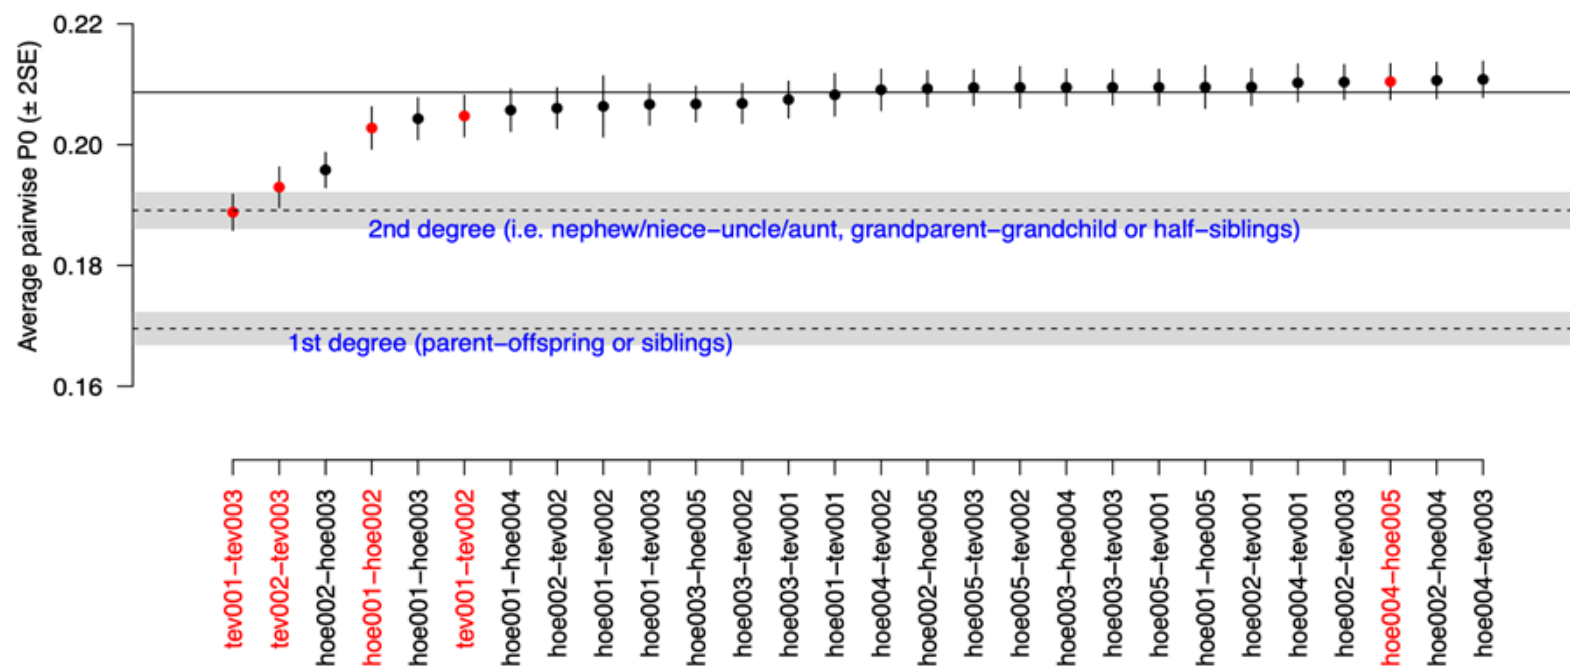 Average pairwise P0 (± 2SE)
0.22
0.20
0.18
0.16
2nd degree (i.e. nephew/niece−uncle/aunt, grandparent−grandchild or half−siblings)
1st degree (parent−offspring or siblings)
tev001−tev003
tev002−tev003
hoe002−hoe003
hoe001−hoe002
hoe001−hoe003
tev001−tev002
hoe001−hoe004
hoe002−tev002
hoe001−tev002
hoe001−tev003
hoe003−hoe005
hoe003−tev002
hoe003−tev001
hoe001−tev001
hoe004−tev002
hoe002−hoe005
hoe005−tev003
hoe005−tev002
hoe003−hoe004
hoe003−tev003
hoe005−tev001
hoe001−hoe005
hoe002−tev001
hoe004−tev001
hoe002−tev003
hoe004−hoe005
hoe002−hoe004
hoe004−tev003